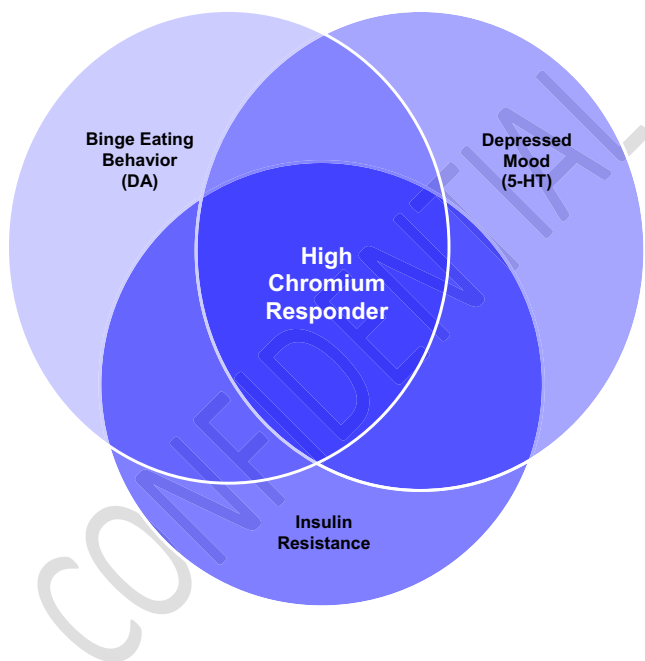 Binge Eating
Behavior
(DA)
Depressed
Mood
(5-HT)
High
Chromium
Responder
Insulin
Resistance
CONFIDENTIAL